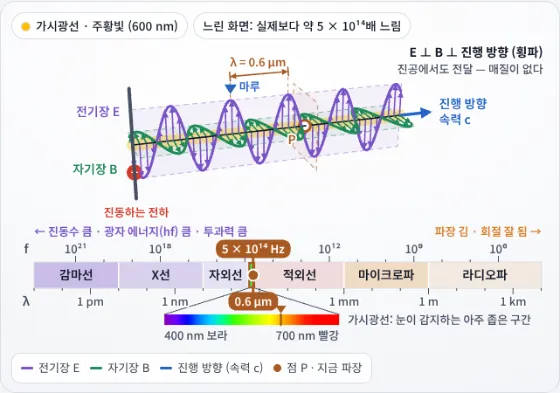 가시광선 · 주황빛 (600 nm)
느린 화면: 실제보다 약 5 × 10¹⁴배 느림
E ⊥ B ⊥ 진행 방향 (횡파)
진공에서도 전달 — 매질이 없다
λ = 0.6 µm
마루
전기장 E
진행 방향
속력 c
P
자기장 B
진동하는 전하
← 진동수 큼 · 광자 에너지(hf) 큼 · 투과력 큼
파장 김 · 회절 잘 됨 →
f
10²¹
10¹⁸
5 × 10¹⁴ Hz
10¹²
10⁹
10⁶
감마선
X선
자외선
적외선
마이크로파
라디오파
λ
1 pm
1 nm
0.6 µm
1 mm
1 m
1 km
가시광선: 눈이 감지하는 아주 좁은 구간
400 nm 보라
700 nm 빨강
전기장 E
자기장 B
진행 방향 (속력 c)
점 P · 지금 파장